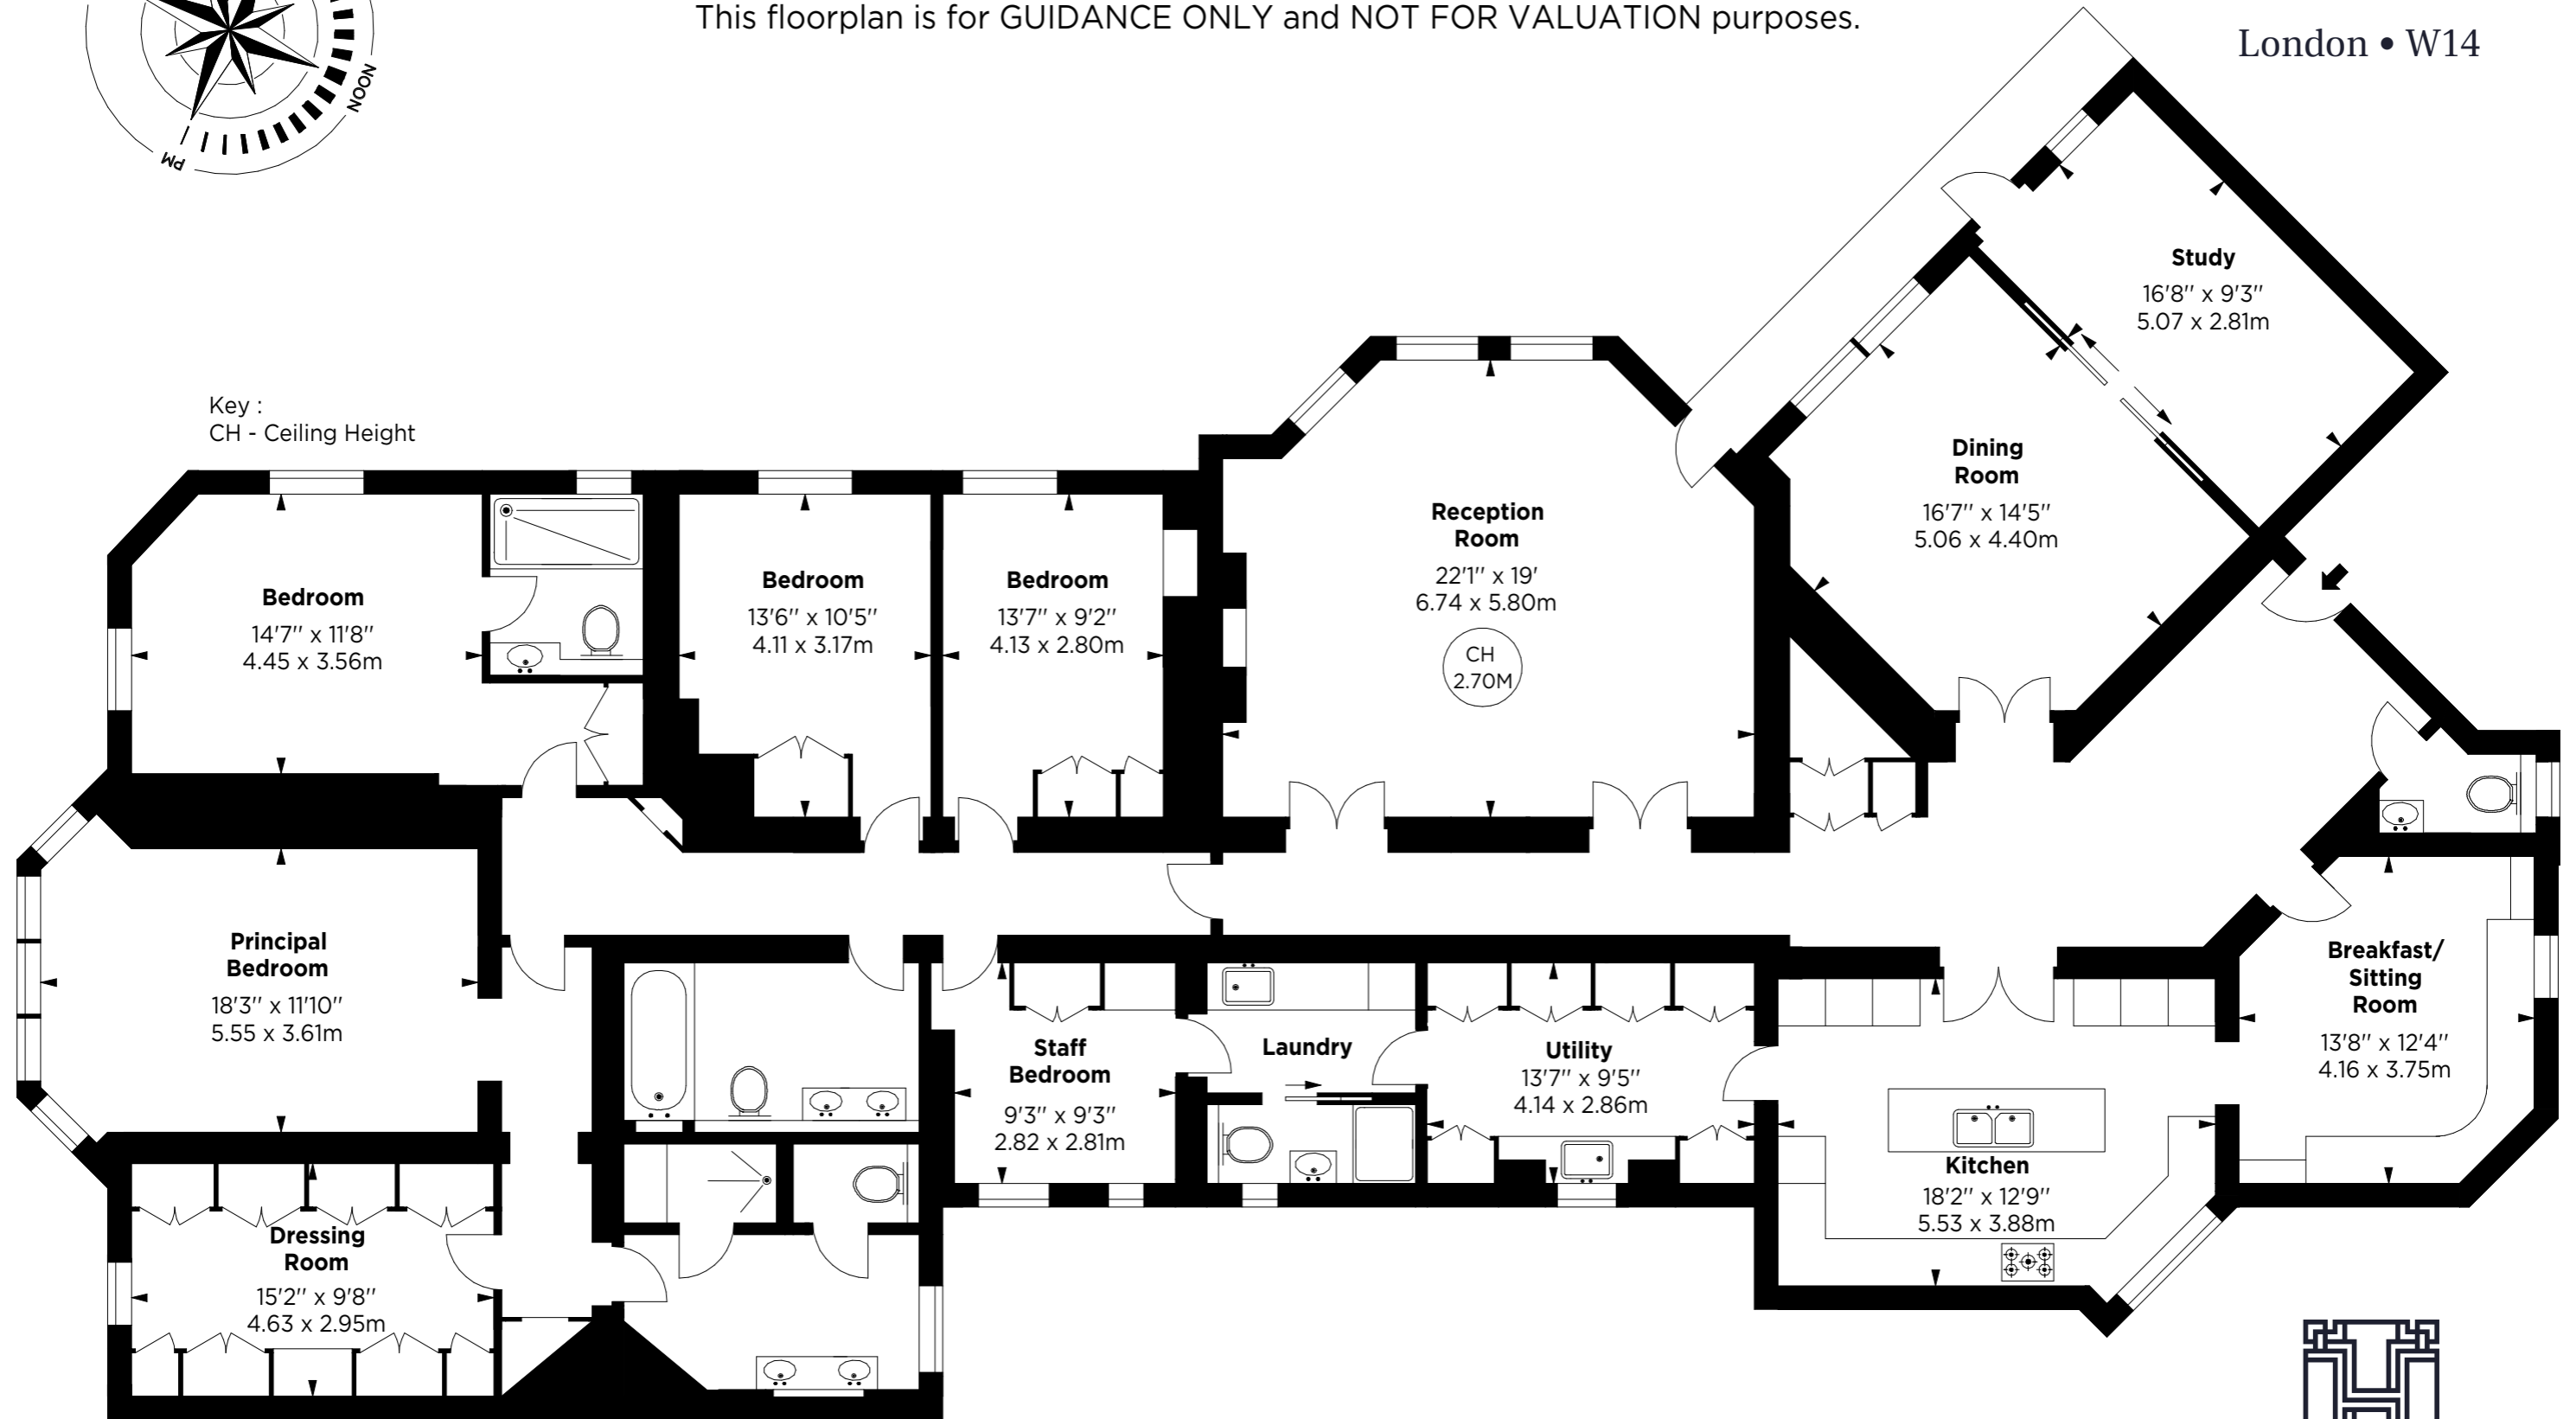 This floorplan is for GUIDANCE ONLY and NOT FOR VALUATION purposes.
London • W14
NOON
PM
Key :
CH - Ceiling Height
Study
16'8'' x 9'3''
5.07 x 2.81m
Dining
Room
16'7'' x 14'5''
5.06 x 4.40m
Reception
Room
22'1'' x 19'
6.74 x 5.80m
CH
2.70M
Bedroom
14'7'' x 11'8''
4.45 x 3.56m
Bedroom
13'6'' x 10'5''
4.11 x 3.17m
Bedroom
13'7'' x 9'2''
4.13 x 2.80m
Principal
Bedroom
18'3'' x 11'10''
5.55 x 3.61m
Staff
Bedroom
9'3'' x 9'3''
2.82 x 2.81m
Laundry
Utility
13'7'' x 9'5''
4.14 x 2.86m
Kitchen
18'2'' x 12'9''
5.53 x 3.88m
Breakfast/
Sitting
Room
13'8'' x 12'4''
4.16 x 3.75m
Dressing
Room
15'2'' x 9'8''
4.63 x 2.95m